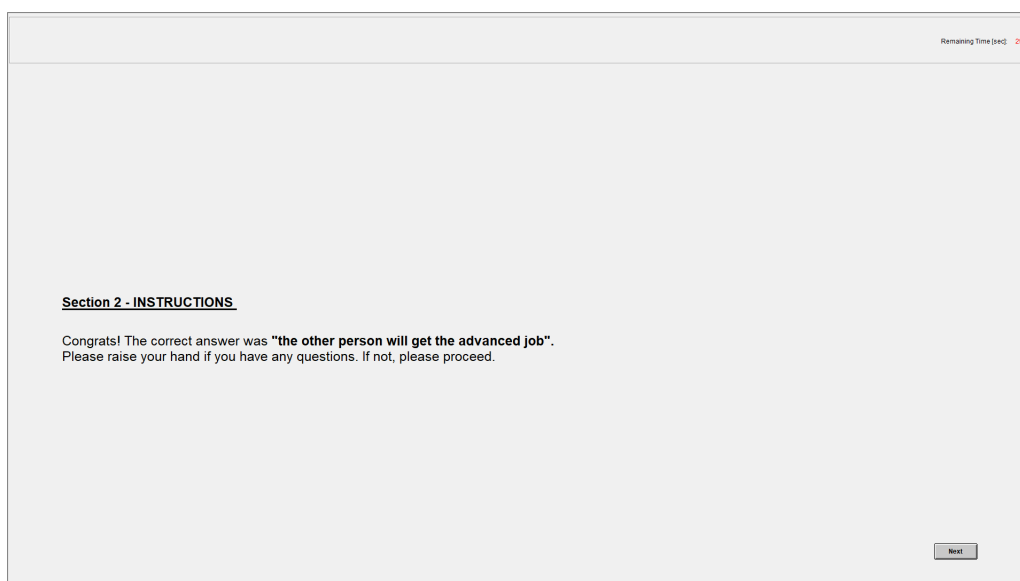 Remaining Time [sec]:
Section 2 - INSTRUCTIONS
Congrats! The correct answer was "the other person will get the advanced job".
Please raise your hand if you have any questions. If not, please proceed.
Next